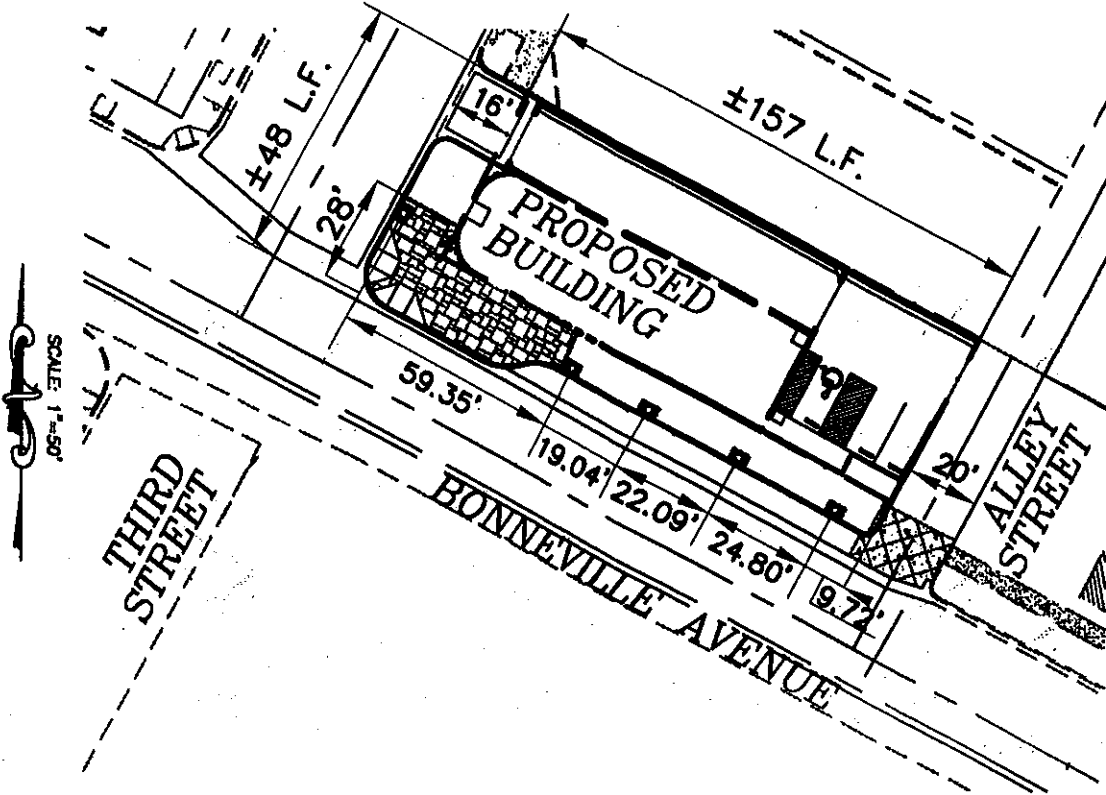 ±48 L.F.
16'
±157 L.F.
28'
PROPOSED
BUILDING
SCALE: 1"=50'
59.35'
19.04'
22.09'
24.80'
9.72'
20'
ALLEY
STREET
THIRD
STREET
BONNEVILLE AVENUE